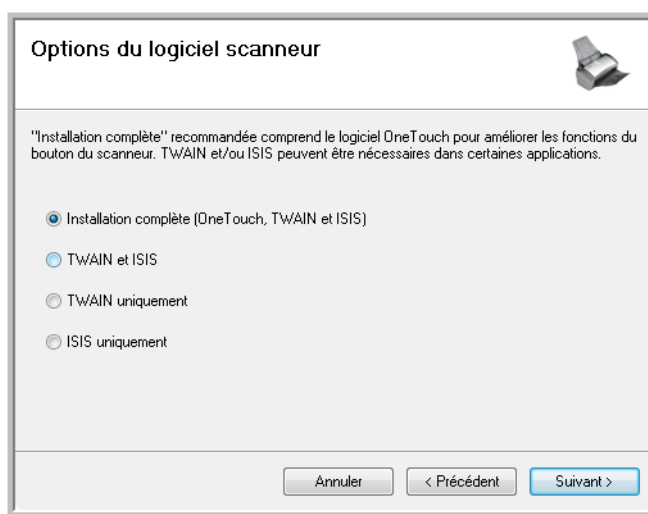 Options du logiciel scanneur
"Installation complète" recommandée comprend le logiciel OneTouch pour améliorer les fonctions du
bouton du scanneur. TWAIN et/ou ISIS peuvent être nécessaires dans certaines applications.
Installation complète (OneTouch, TWAIN et ISIS)
TWAIN et ISIS
TWAIN uniquement
ISIS uniquement
Annuler < Précédent Suivant >